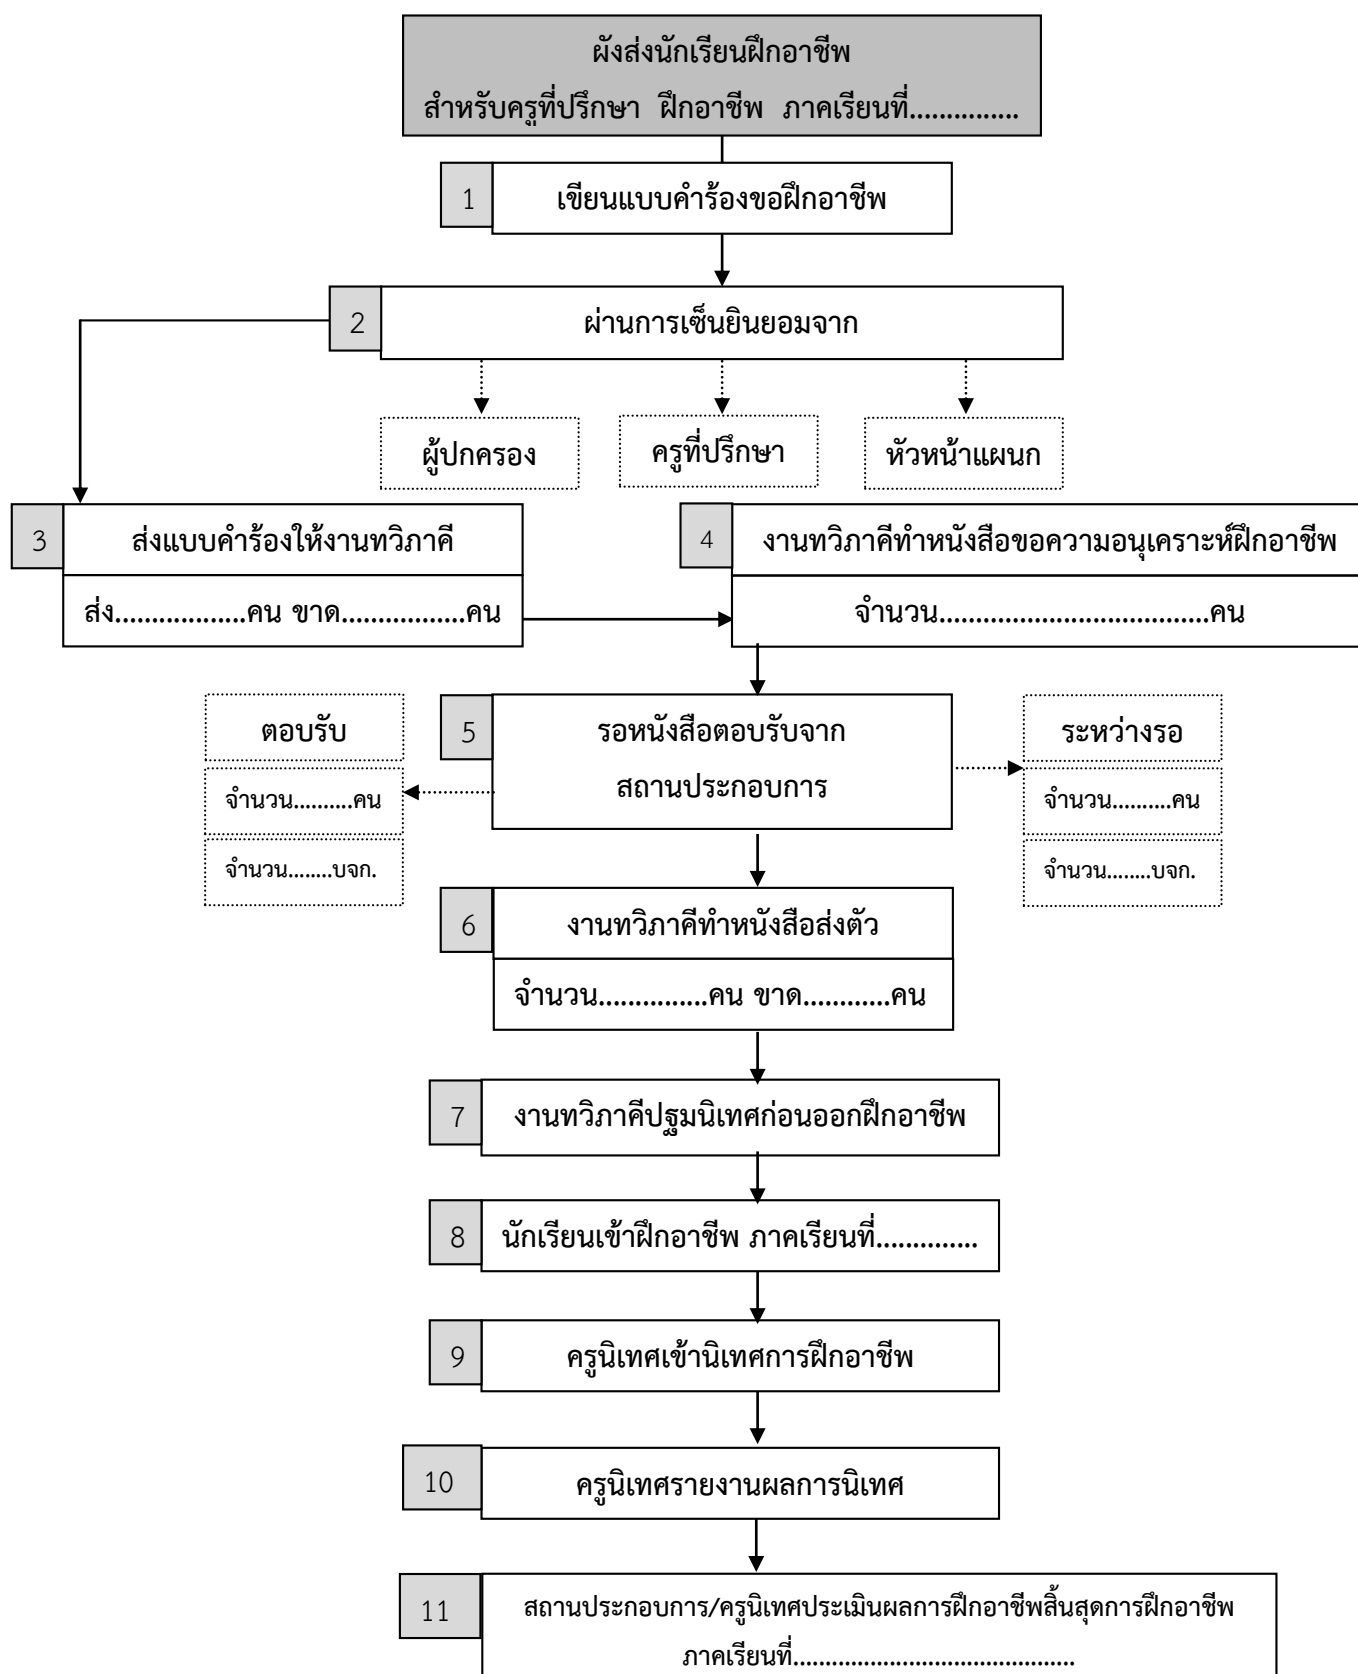 ผังส่งนักเรียนฝึกอาชีพ
สำหรับครูที่ปรึกษา ฝึกอาชีพ ภาคเรียนที่...............
1
เขียนแบบคำร้องขอฝึกอาชีพ
2
ผ่านการเซ็นยินยอมจาก
ผู้ปกครอง
ครูที่ปรึกษา
หัวหน้าแผนก
3
ส่งแบบคำร้องให้งานทวิภาคี
ส่ง..................คน ขาด.................คน
4
งานทวิภาคีทำหนังสือขอความอนุเคราะห์ฝึกอาชีพ
จำนวน.....................................คน
ตอบรับ
จำนวน..........คน
จำนวน........บจก.
5
รอหนังสือตอบรับจาก
สถานประกอบการ
ระหว่างรอ
จำนวน..........คน
จำนวน........บจก.
6
งานทวิภาคีทำหนังสือส่งตัว
จำนวน...............คน ขาด............คน
7
งานทวิภาคีปฐมนิเทศก่อนออกฝึกอาชีพ
8
นักเรียนเข้าฝึกอาชีพ ภาคเรียนที่..............
9
ครูนิเทศเข้านิเทศการฝึกอาชีพ
10
ครูนิเทศรายงานผลการนิเทศ
11
สถานประกอบการ/ครูนิเทศประเมินผลการฝึกอาชีพสิ้นสุดการฝึกอาชีพ
ภาคเรียนที่.............................................